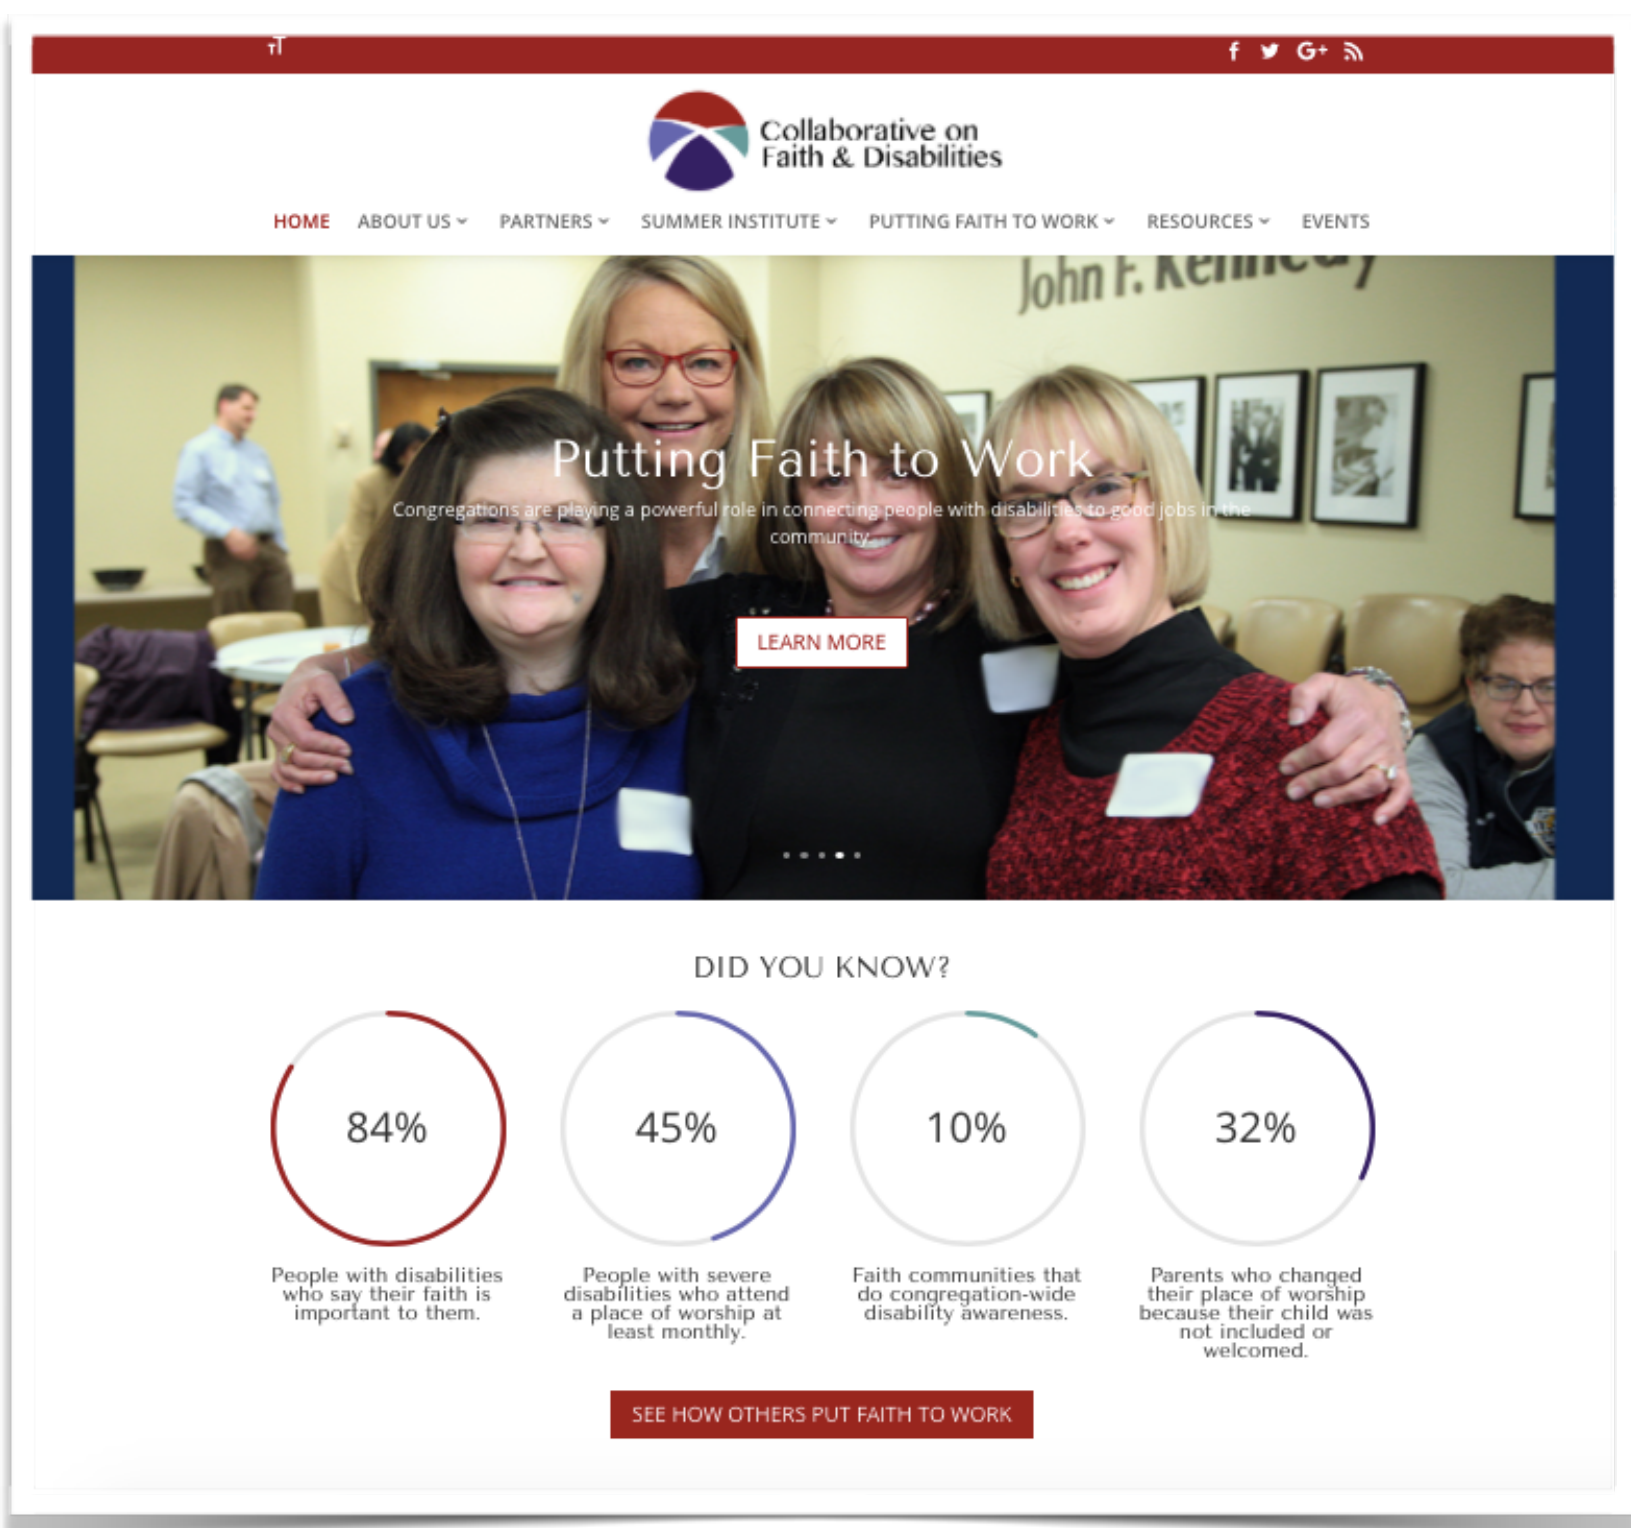 Collaborative on
Faith & Disabilities
HOME ABOUT US PARTNERS SUMMER INSTITUTE PUTTING FAITH TO WORK RESOURCES EVENTS
John F. Kennedy
Putting Faith to Work
Congregations are playing a powerful role in connecting people with disabilities to good jobs in the
community.
LEARN MORE
DID YOU KNOW?
84%
People with disabilities
who say their faith is
important to them.
45%
People with severe
disabilities who attend
a place of worship at
least monthly.
10%
Faith communities that
do congregation-wide
disability awareness.
32%
Parents who changed
their place of worship
because their child was
not included or
welcomed.
SEE HOW OTHERS PUT FAITH TO WORK